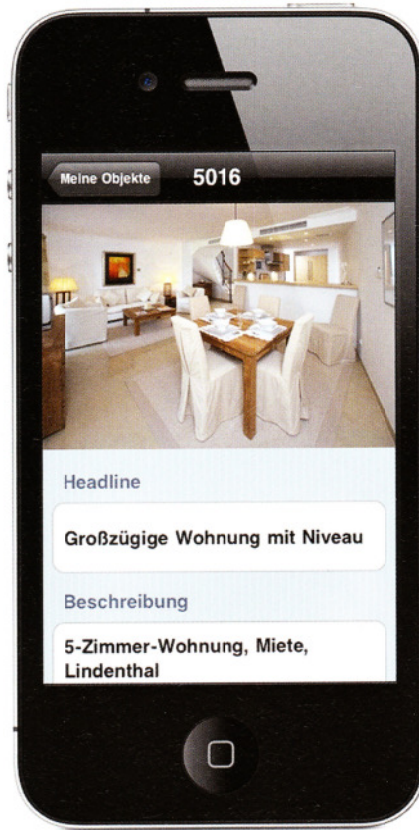 Meine Objekte
5016
Headline
Großzügige Wohnung mit Niveau
Beschreibung
5-Zimmer-Wohnung, Miete,
Lindenthal